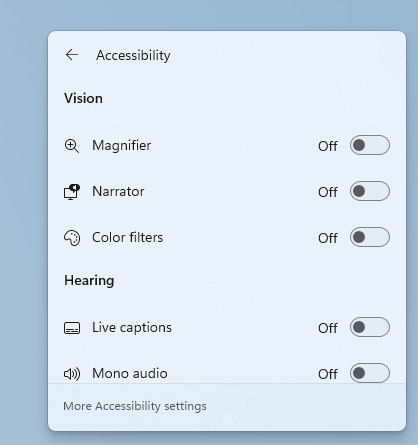 Accessibility
Vision
Magnifier Off
Narrator Off
Color filters Off
Hearing
Live captions Off
Mono audio Off
More Accessibility settings